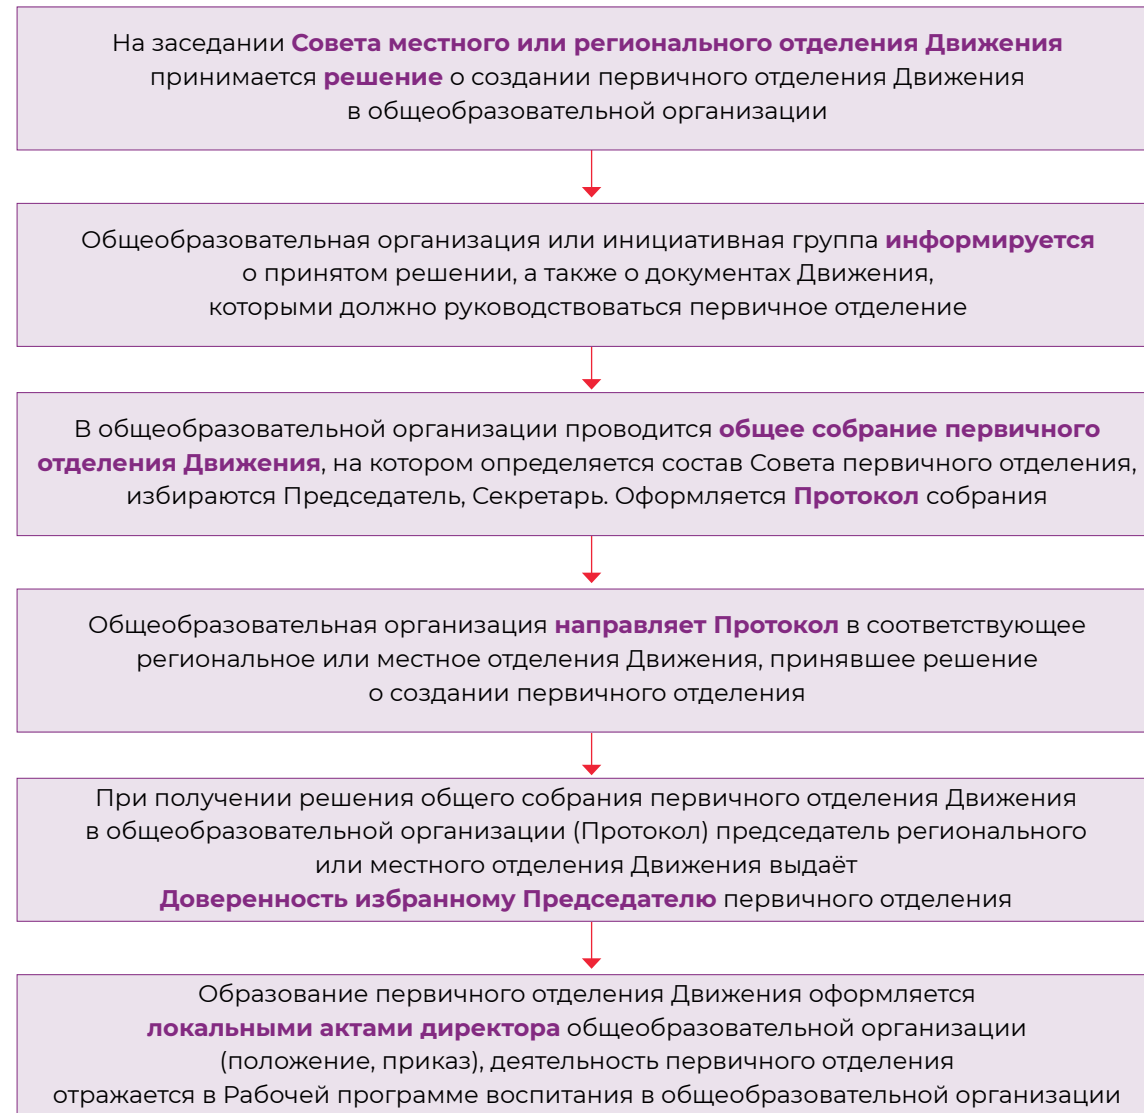 На заседании Совета местного или регионального отделения Движения
принимается решение о создании первичного отделения Движения
в общеобразовательной организации
Общеобразовательная организация или инициативная группа информируется
о принятом решении, а также о документах Движения,
которыми должно руководствоваться первичное отделение
В общеобразовательной организации проводится общее собрание первичного
отделения Движения, на котором определяется состав Совета первичного отделения,
избираются Председатель, Секретарь. Оформляется Протокол собрания
Общеобразовательная организация направляет Протокол в соответствующее
региональное или местное отделения Движения, принявшее решение
о создании первичного отделения
При получении решения общего собрания первичного отделения Движения
в общеобразовательной организации (Протокол) председатель регионального
или местного отделения Движения выдаёт
Доверенность избранному Председателю первичного отделения
Образование первичного отделения Движения оформляется
локальными актами директора общеобразовательной организации
(положение, приказ), деятельность первичного отделения
отражается в Рабочей программе воспитания в общеобразовательной организации